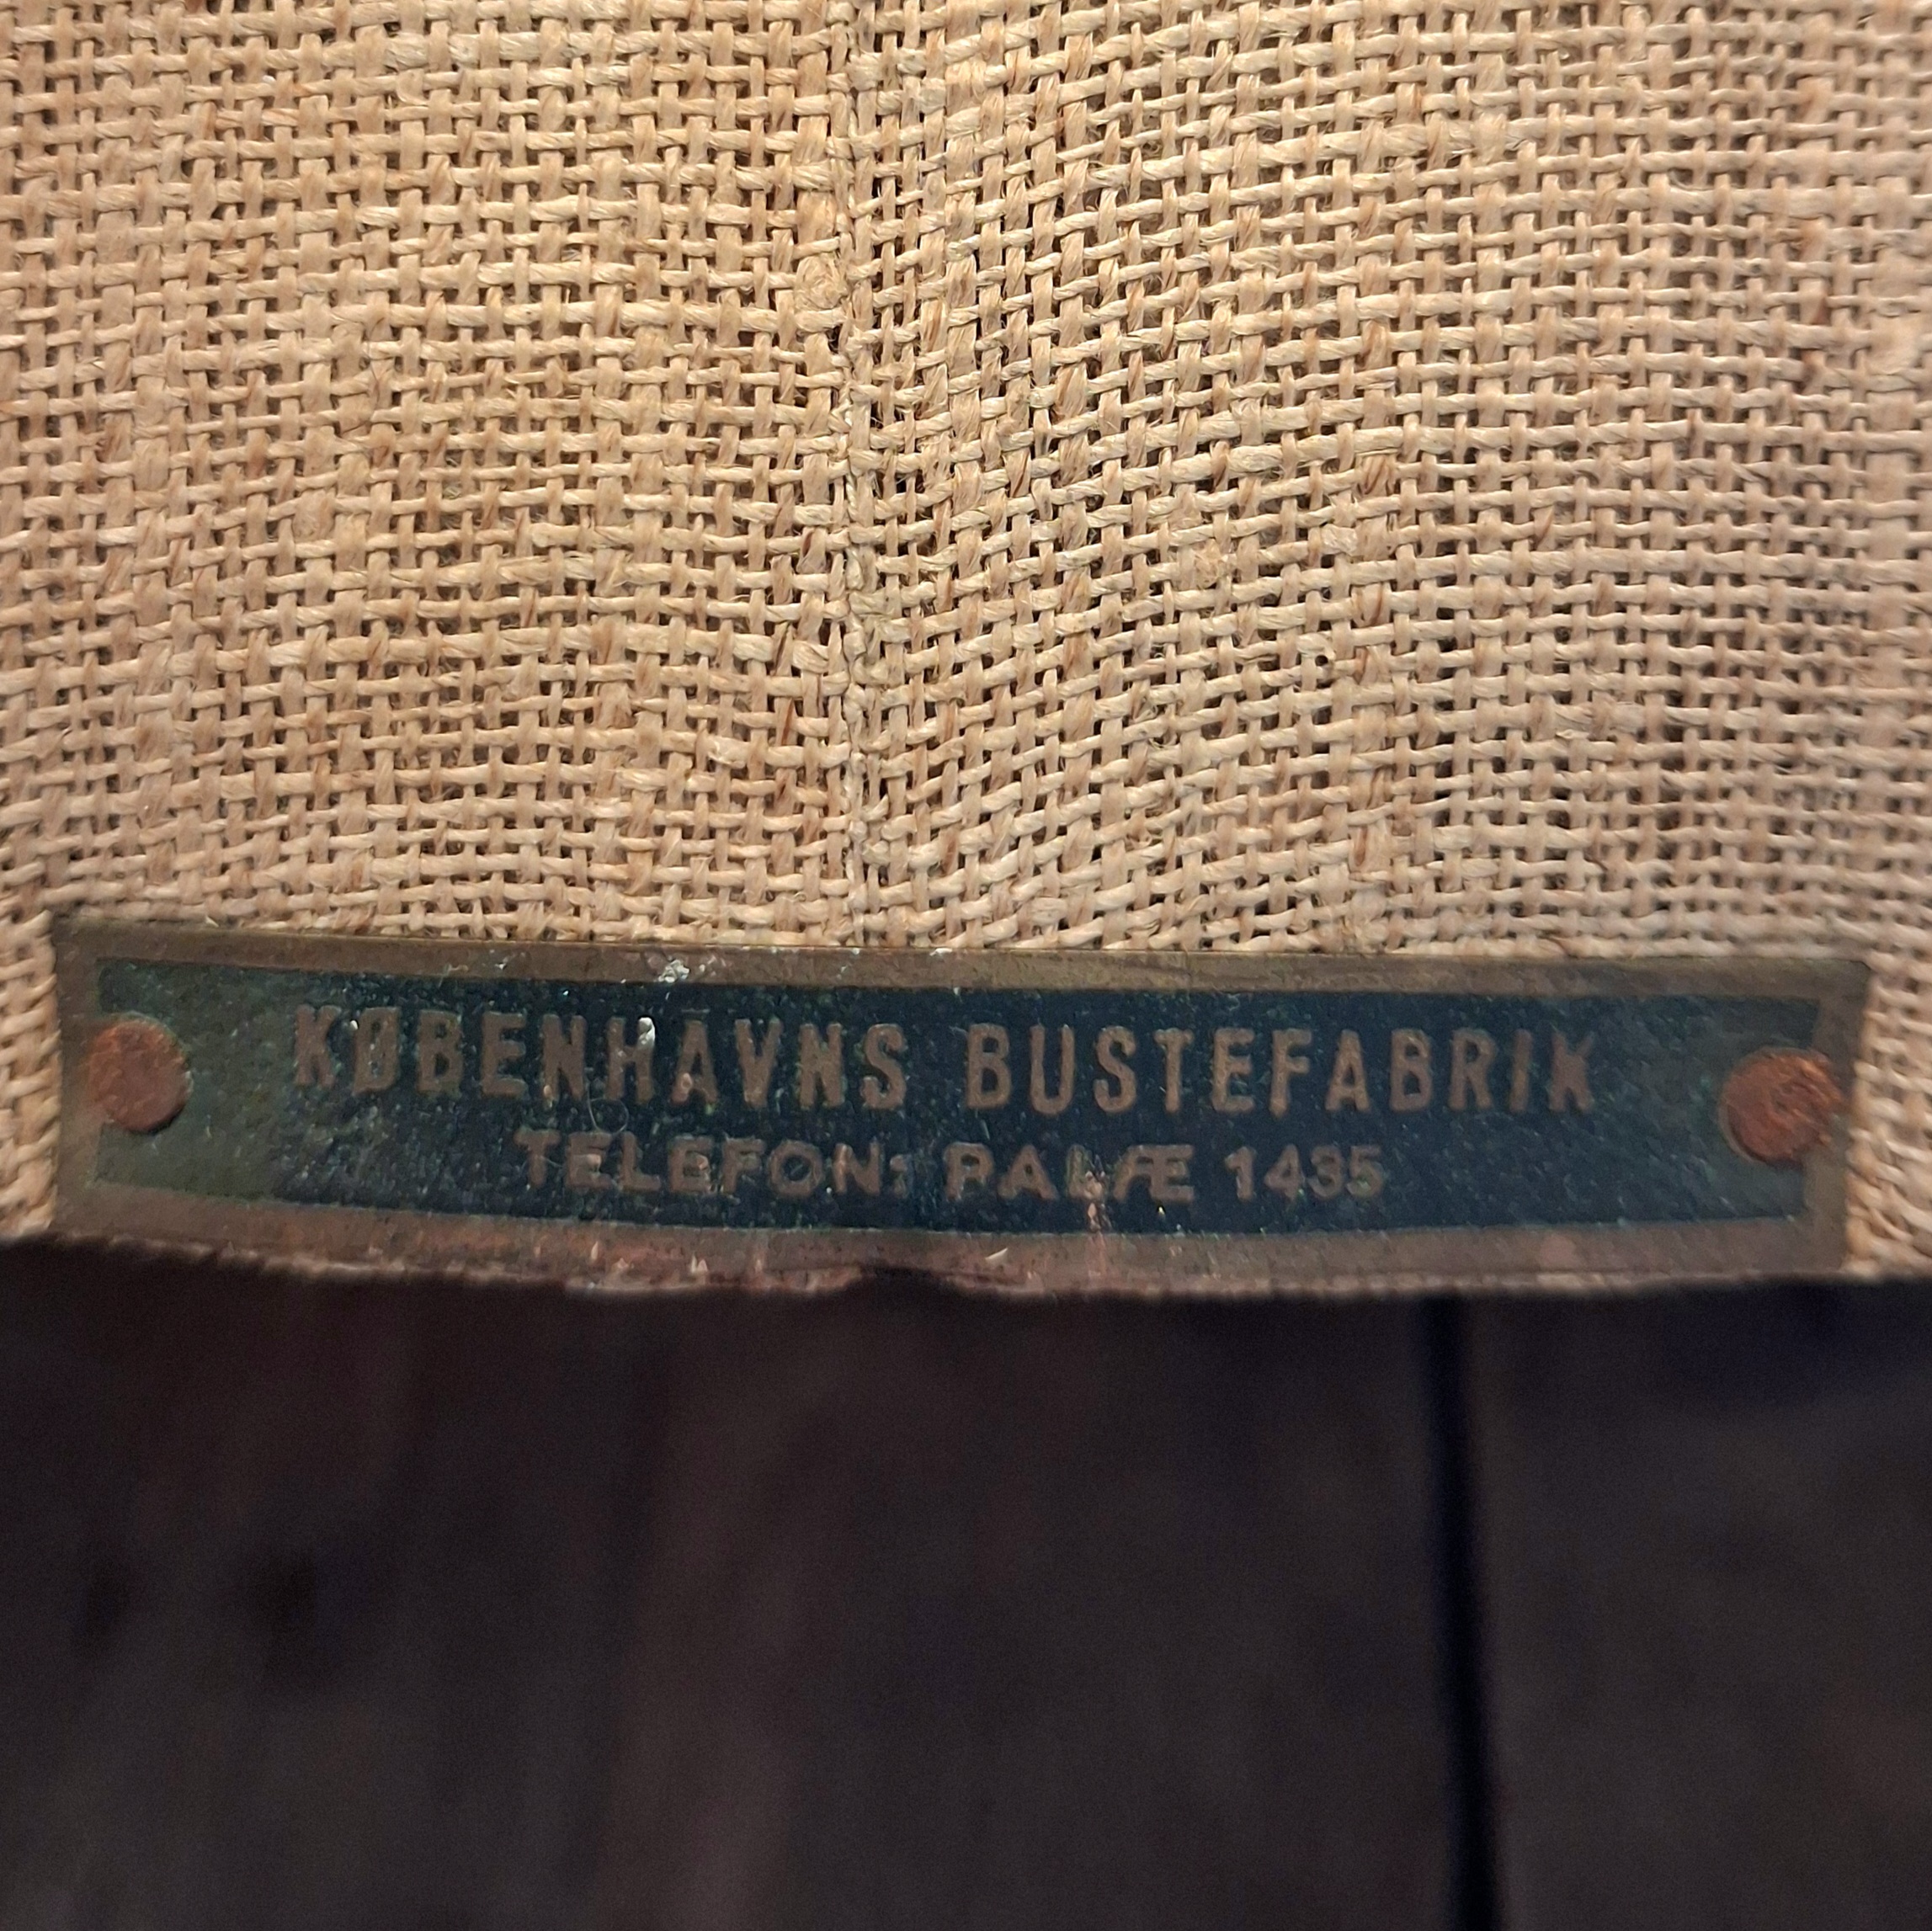 KØBENHAVNS BUSTEFABRIK
TELEFON: PALÆ 1435